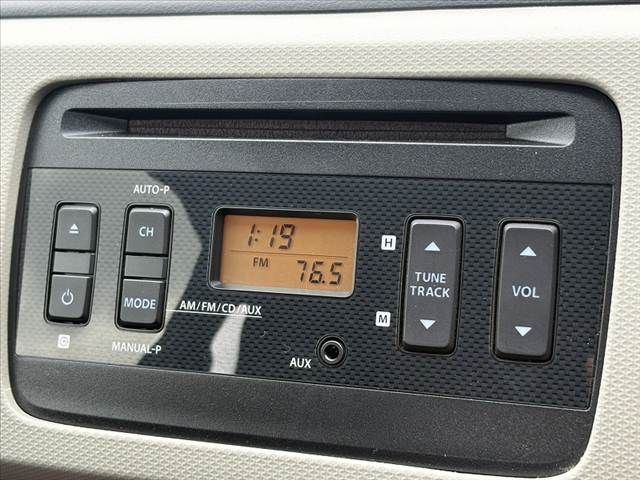 AUTO-P
CH
MODE
MANUAL-P
AM/FM/CD/AUX
1:19
FM
76.5
AUX
H
M
TUNE
TRACK
VOL